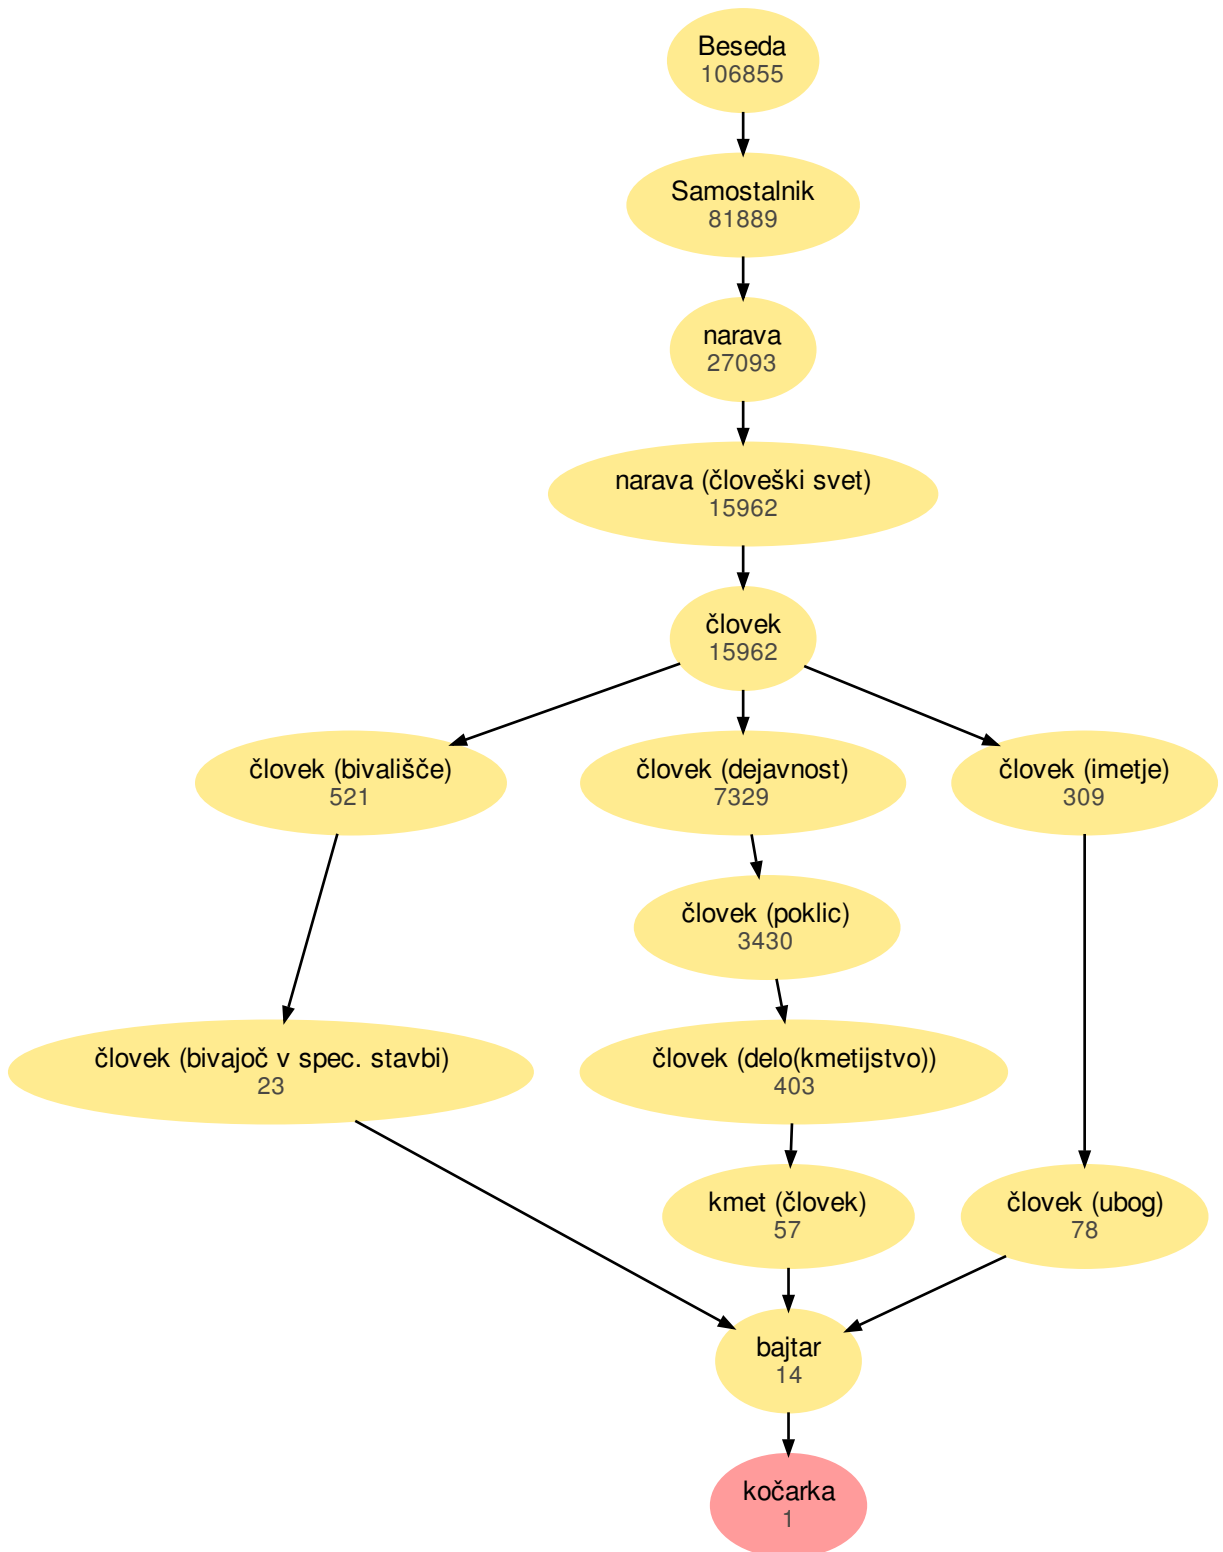 Beseda
106855
Samostalnik
81889
narava
27093
narava (človeški svet)
15962
človek
15962
človek (bivališče)
521
človek (dejavnost)
7329
človek (imetje)
309
človek (poklic)
3430
človek (bivajoč v spec. stavbi)
23
človek (delo(kmetijstvo))
403
kmet (človek)
57
človek (ubog)
78
bajtar
14
kočarka
1